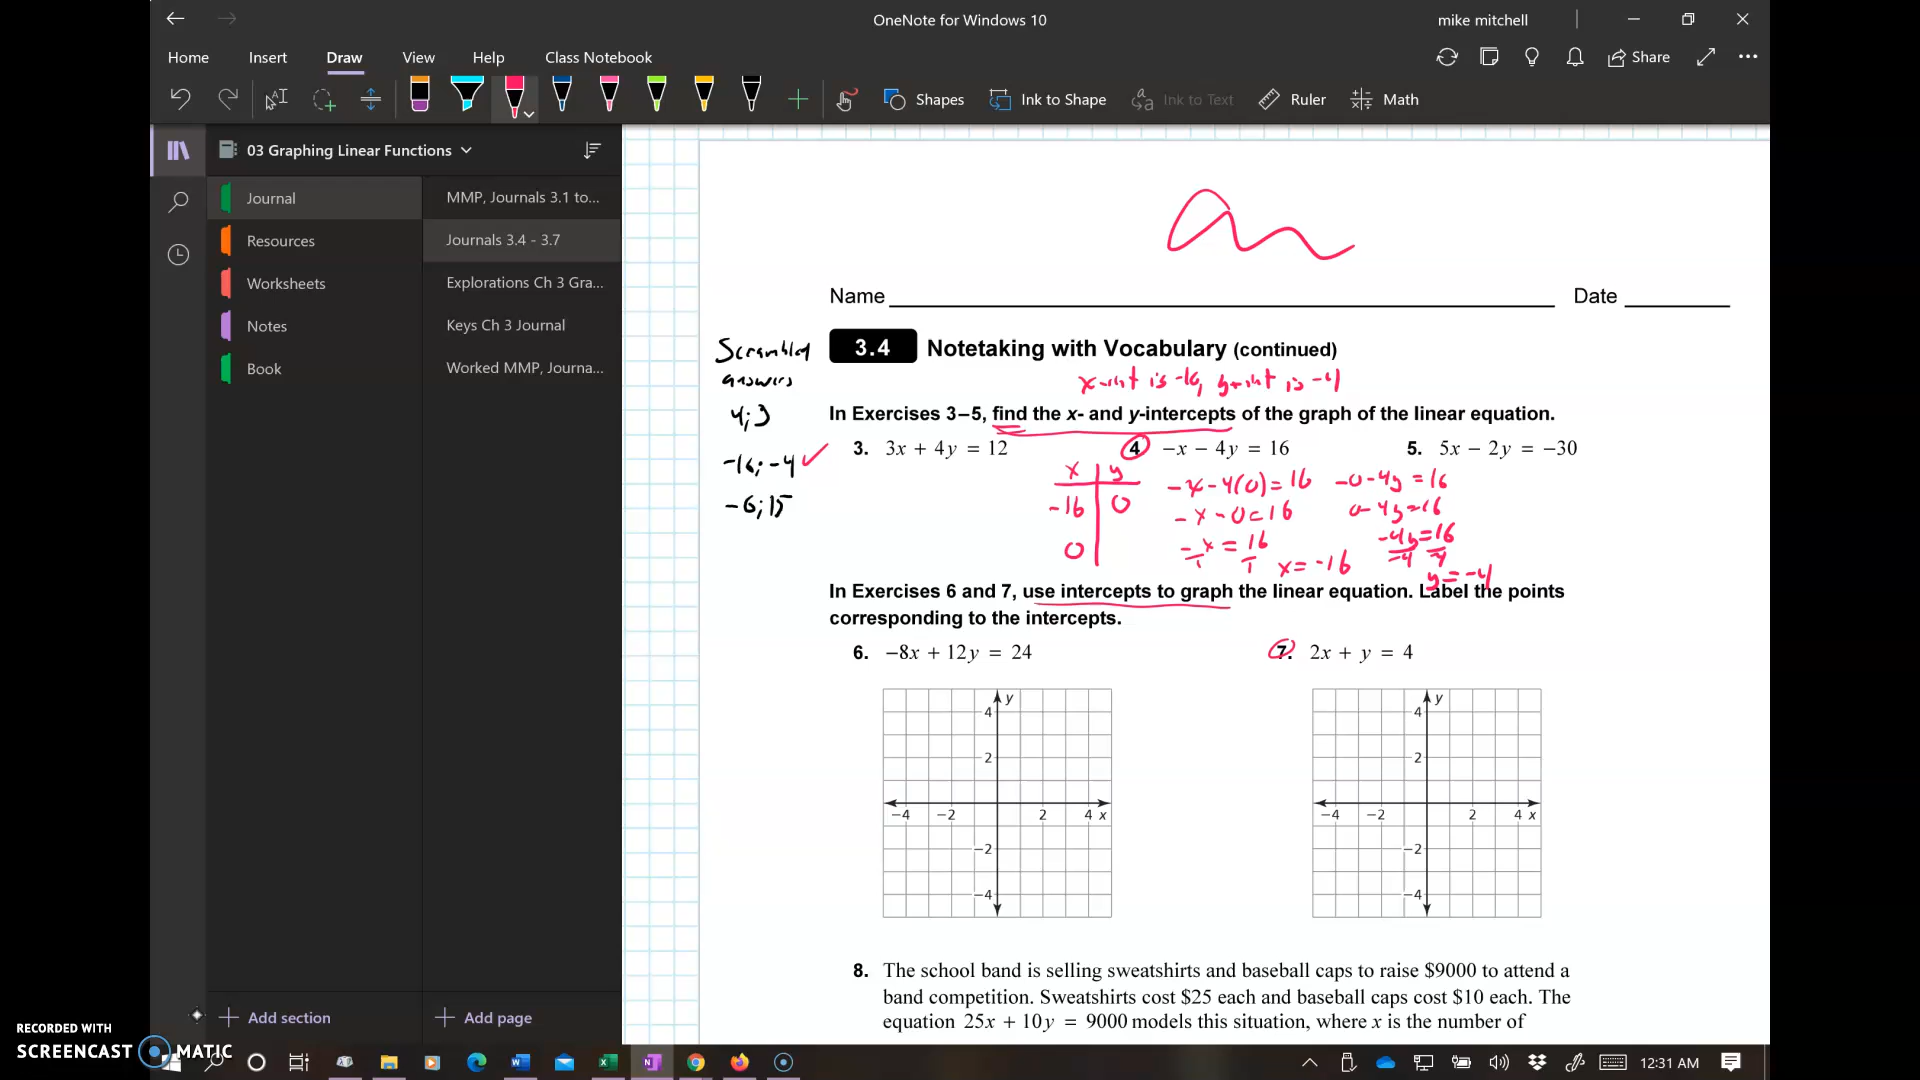 OneNote for Windows 10
mike mitchell
Home Insert Draw View Help Class Notebook
Share
Shapes Ink to Shape Ink to Text Ruler Math
03 Graphing Linear Functions
Journal
Resources
Worksheets
Notes
Book
MMP, Journals 3.1 to...
Journals 3.4 - 3.7
Explorations Ch 3 Gra...
Keys Ch 3 Journal
Worked MMP, Journa...
Add section
Add page
Name Date
3.4 Notetaking with Vocabulary (continued)
Scrambled
answers
4; 3
-16; -4
-6; 15
x-int is -16, y-int is -4
In Exercises 3–5, find the x- and y-intercepts of the graph of the linear equation.
3. 3x + 4y = 12
4 −x − 4y = 16
5. 5x − 2y = −30
x y
-16 0
0
-x-4(0)=16
-x-0=16
-x = 16
-1 -1
x=-16
-0-4y=16
0-4y=16
-4y=16
-4 -4
y=-4
In Exercises 6 and 7, use intercepts to graph the linear equation. Label the points
corresponding to the intercepts.
6. −8x + 12y = 24
7. 2x + y = 4
y
4
2
−4 −2 2 4 x
−2
−4
y
4
2
−4 −2 2 4 x
−2
−4
8. The school band is selling sweatshirts and baseball caps to raise $9000 to attend a
band competition. Sweatshirts cost $25 each and baseball caps cost $10 each. The
equation 25x + 10y = 9000 models this situation, where x is the number of
RECORDED WITH
SCREENCAST MATIC
12:31 AM